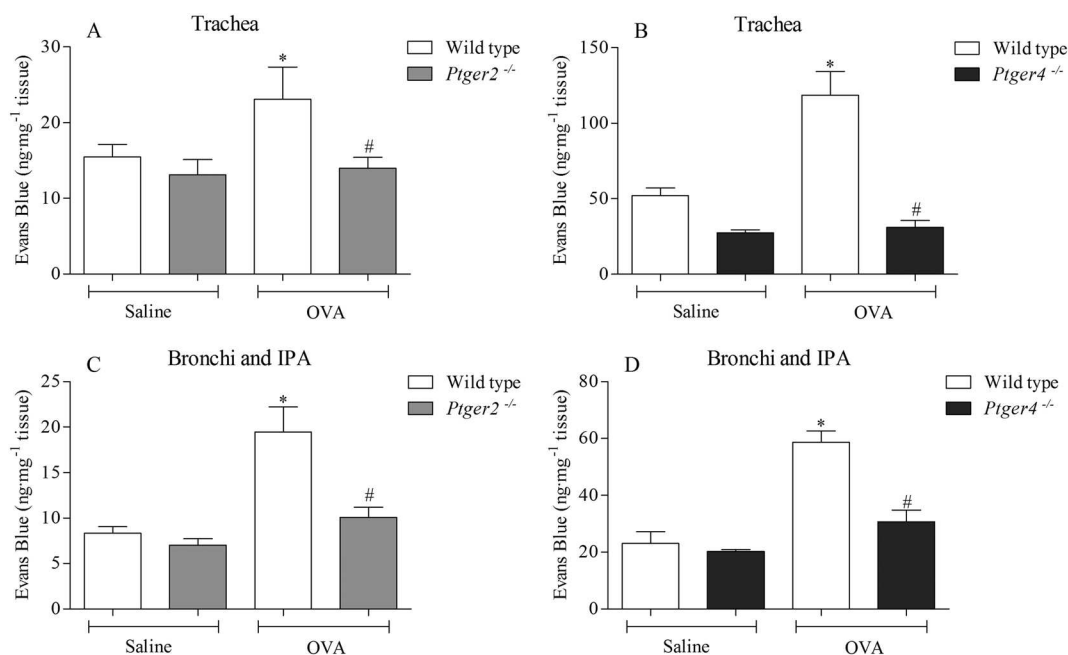 A
Trachea
Evans Blue (ng·mg⁻¹ tissue)
30
20
10
0
*
#
Saline
OVA
Wild type
Ptger2 -/-
B
Trachea
Evans Blue (ng·mg⁻¹ tissue)
150
100
50
0
*
#
Saline
OVA
Wild type
Ptger4 -/-
C
Bronchi and IPA
Evans Blue (ng·mg⁻¹ tissue)
25
20
15
10
5
0
*
#
Saline
OVA
Wild type
Ptger2 -/-
D
Bronchi and IPA
Evans Blue (ng·mg⁻¹ tissue)
80
60
40
20
0
*
#
Saline
OVA
Wild type
Ptger4 -/-